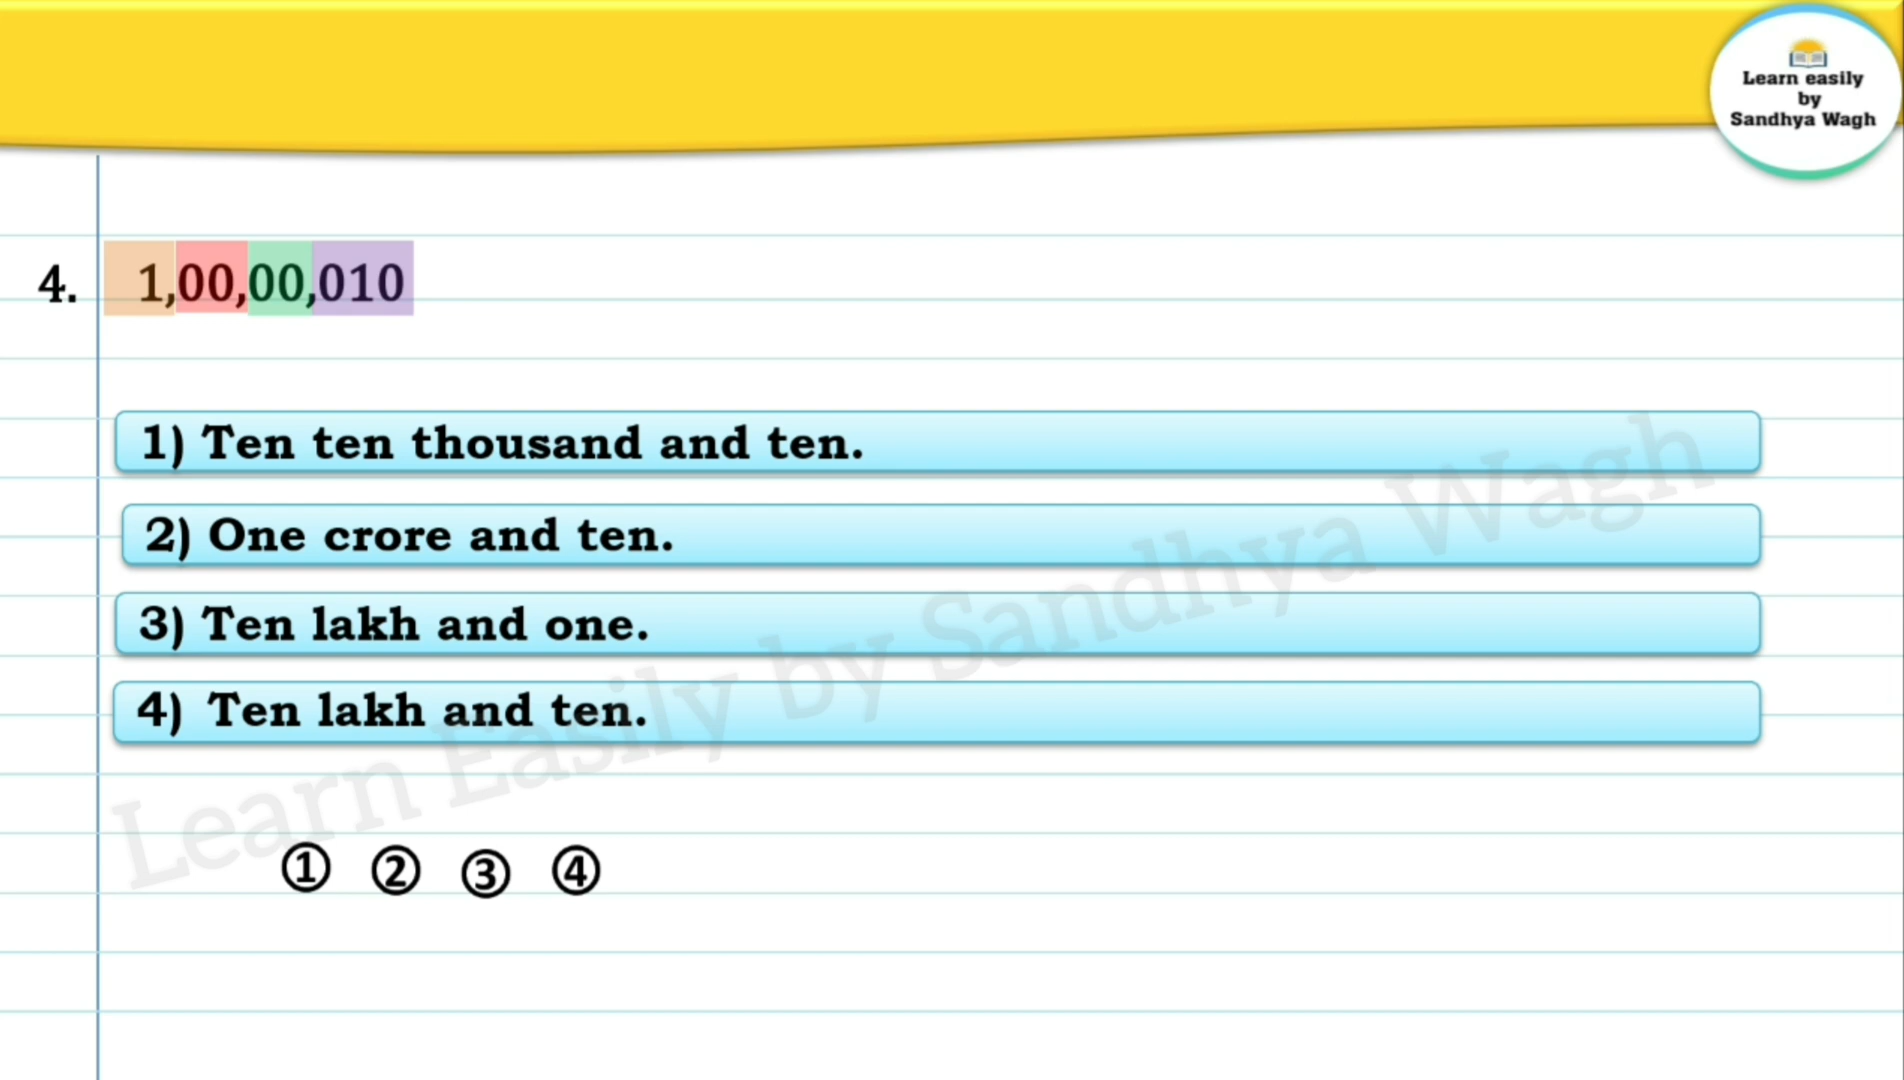 Learn easily
by
Sandhya Wagh
4. 1,00,00,010
1) Ten ten thousand and ten.
2) One crore and ten.
3) Ten lakh and one.
4) Ten lakh and ten.
Learn Easily by Sandhya Wagh
① ② ③ ④